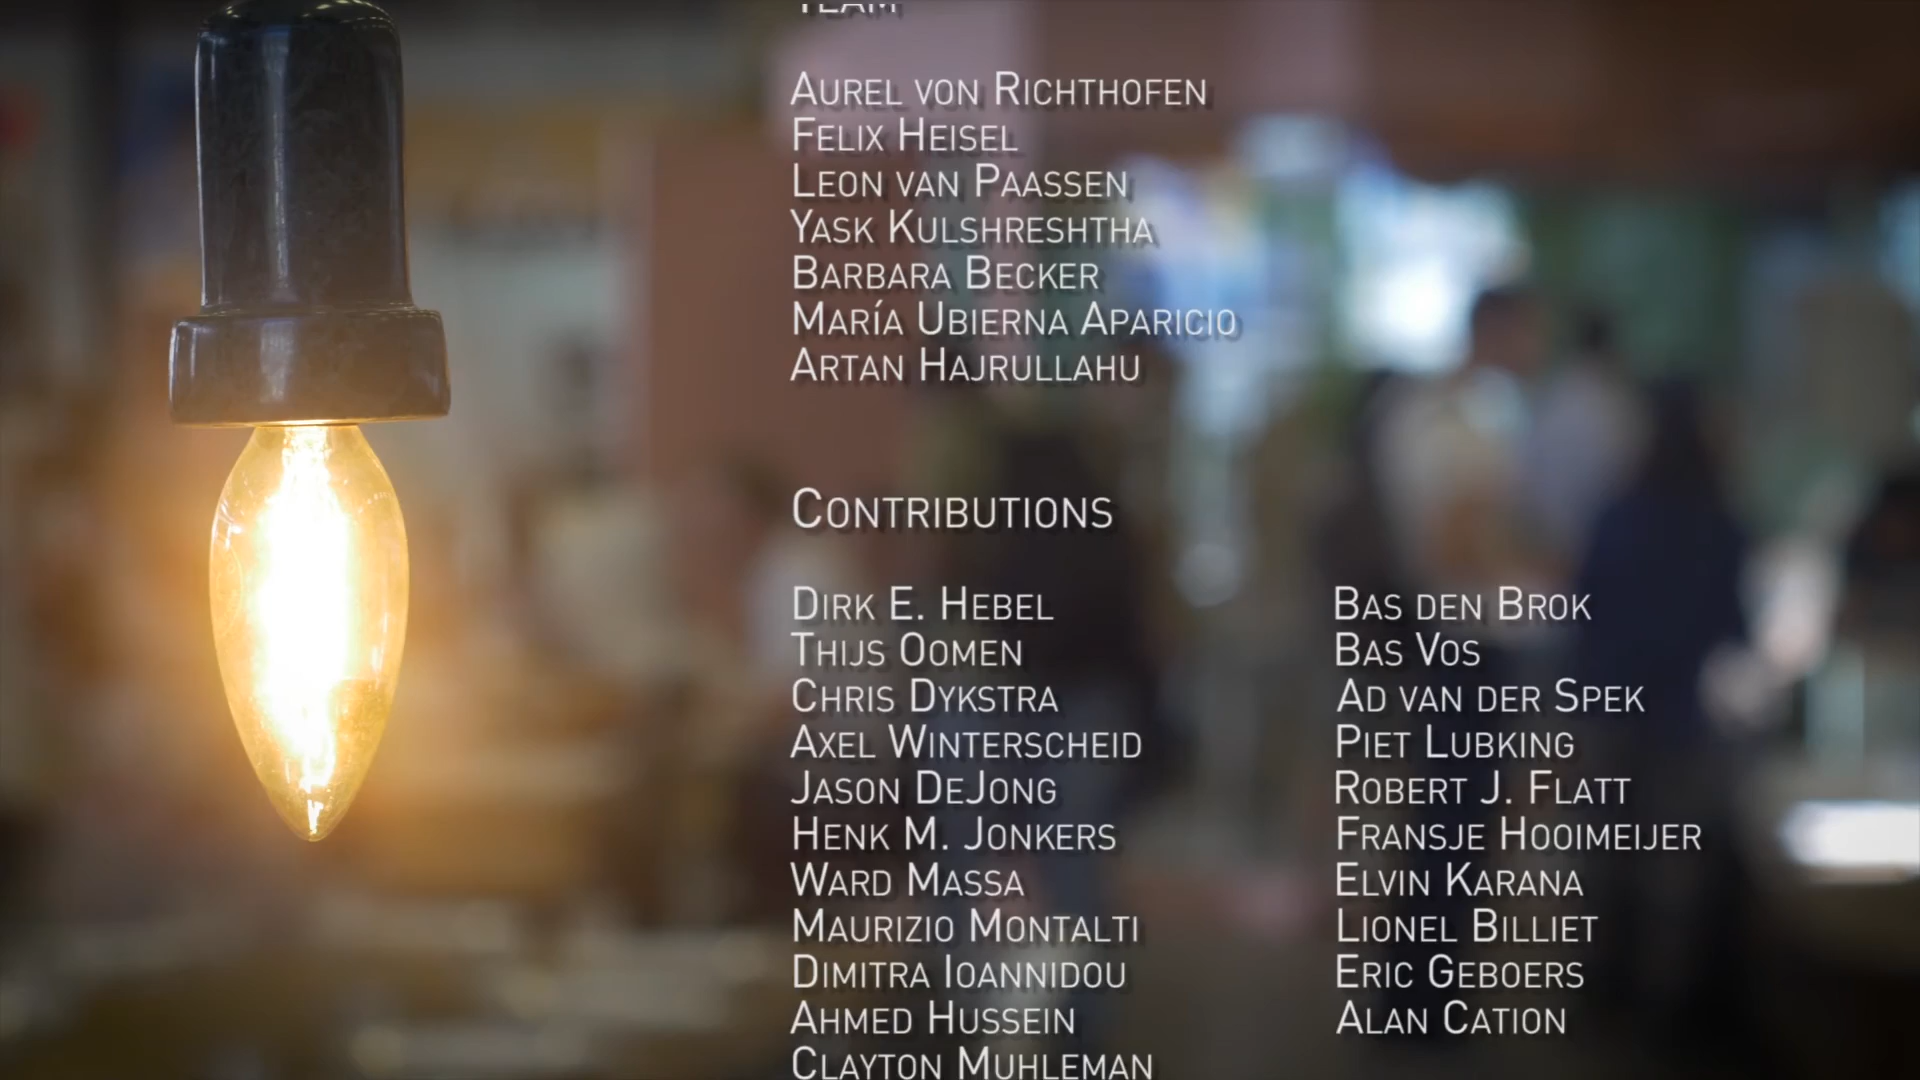 TEAM
AUREL VON RICHTHOFEN
FELIX HEISEL
LEON VAN PAASSEN
YASK KULSHRESHTHA
BARBARA BECKER
MARÍA UBIERNA APARICIO
ARTAN HAJRULLAHU
CONTRIBUTIONS
DIRK E. HEBEL
THIJS OOMEN
CHRIS DYKSTRA
AXEL WINTERSCHEID
JASON DEJONG
HENK M. JONKERS
WARD MASSA
MAURIZIO MONTALTI
DIMITRA IOANNIDOU
AHMED HUSSEIN
CLAYTON MUHLEMAN
BAS DEN BROK
BAS VOS
AD VAN DER SPEK
PIET LUBKING
ROBERT J. FLATT
FRANSJE HOOIMEIJER
ELVIN KARANA
LIONEL BILLIET
ERIC GEBOERS
ALAN CATION